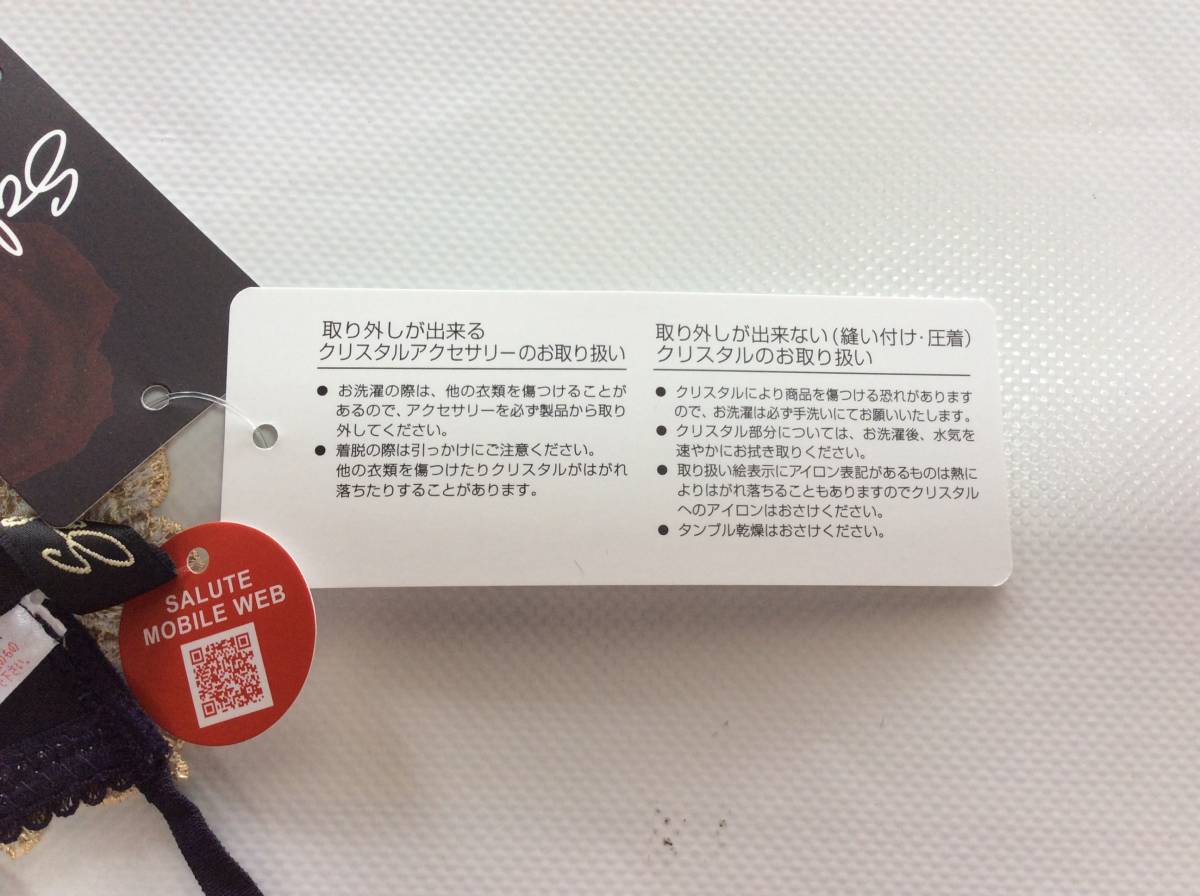 取り外しが出来る
クリスタルアクセサリーのお取り扱い
● お洗濯の際は、他の衣類を傷つけることが
あるので、アクセサリーを必ず製品から取り
外してください。
● 着脱の際は引っかけにご注意ください。
他の衣類を傷つけたりクリスタルがはがれ
落ちたりすることがあります。
取り外しが出来ない(縫い付け・圧着)
クリスタルのお取り扱い
● クリスタルにより商品を傷つける恐れがあります
ので、お洗濯は必ず手洗いにてお願いいたします。
● クリスタル部分については、お洗濯後、水気を
速やかにお拭き取りください。
● 取り扱い絵表示にアイロン表記があるものは熱に
よりはがれ落ちることもありますのでクリスタル
へのアイロンはおさけください。
● タンブル乾燥はおさけください。
SALUTE
MOBILE WEB